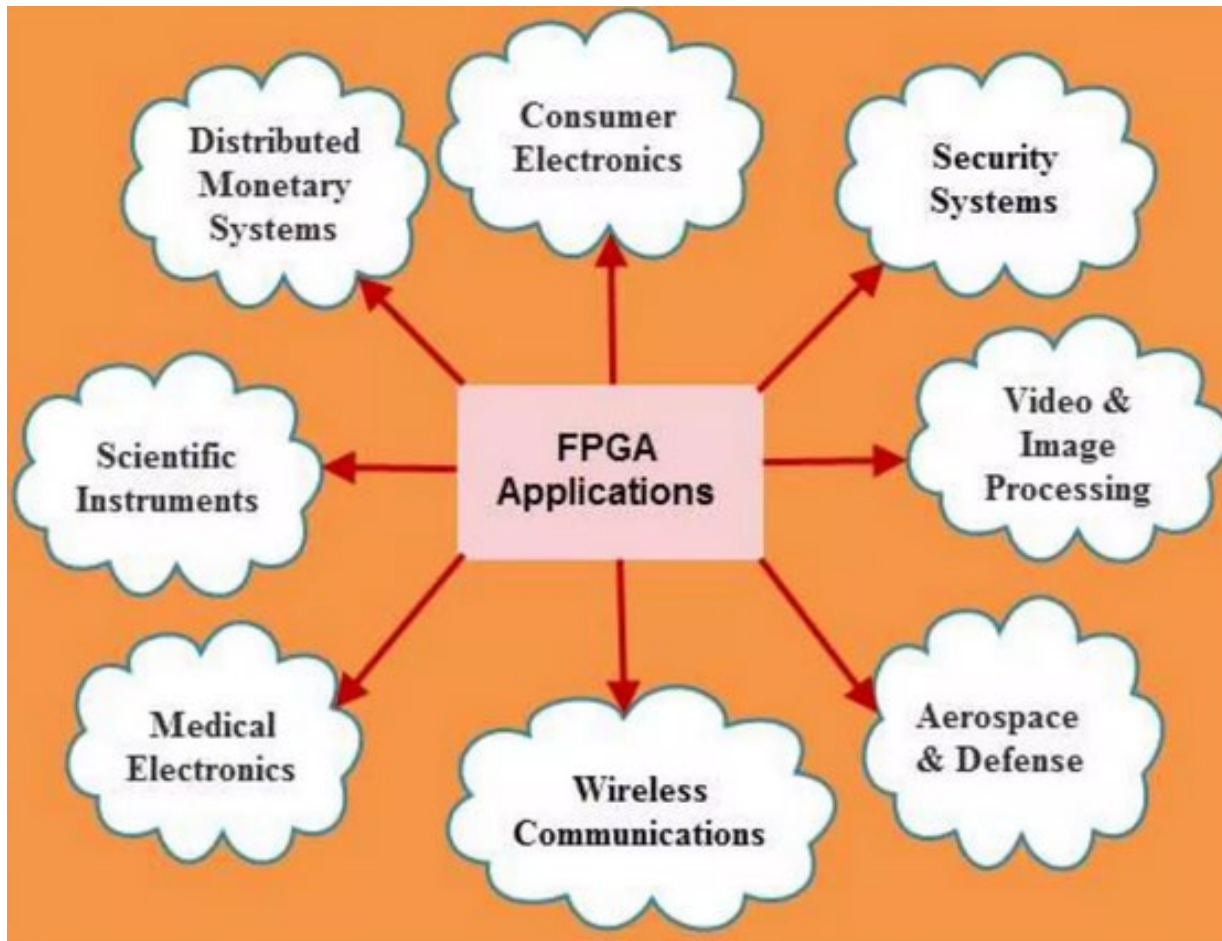 Distributed
Monetary
Systems
Consumer
Electronics
Security
Systems
Scientific
Instruments
FPGA
Applications
Video &
Image
Processing
Medical
Electronics
Wireless
Communications
Aerospace
& Defense